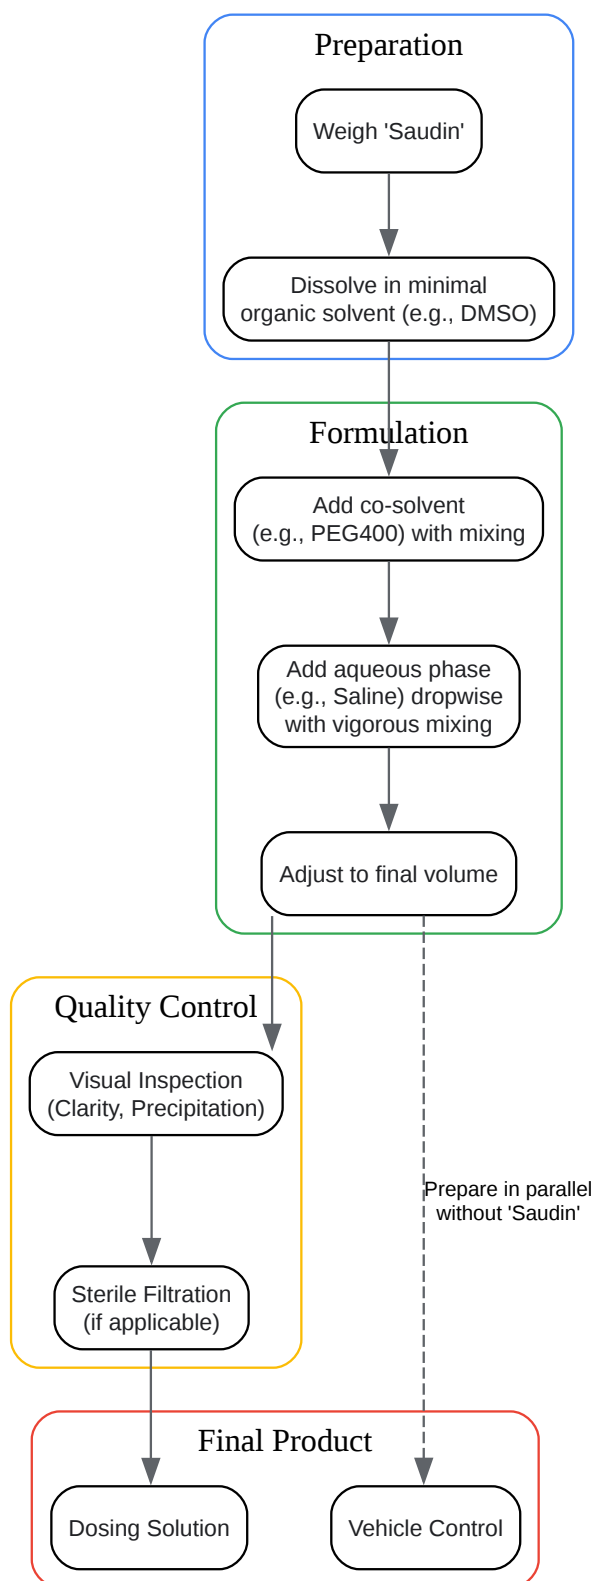 Preparation
Weigh 'Saudin'
Dissolve in minimal
organic solvent (e.g., DMSO)
Formulation
Add co-solvent
(e.g., PEG400) with mixing
Add aqueous phase
(e.g., Saline) dropwise
with vigorous mixing
Adjust to final volume
Quality Control
Visual Inspection
(Clarity, Precipitation)
Prepare in parallel
without 'Saudin'
Sterile Filtration
(if applicable)
Final Product
Dosing Solution
Vehicle Control